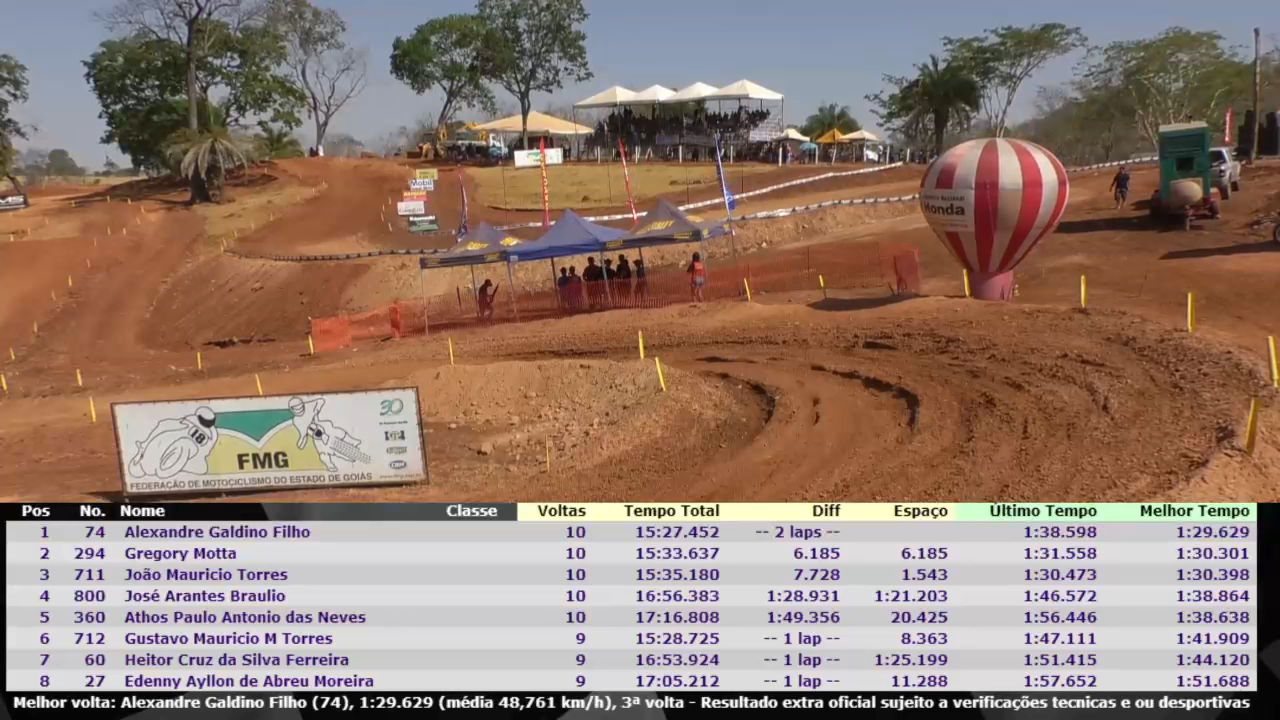 Mobil
Honda
30
18
FMG
FEDERAÇÃO DE MOTOCICLISMO DO ESTADO DE GOIÁS
Pos No. Nome Classe Voltas Tempo Total Diff Espaço Último Tempo Melhor Tempo
1 74 Alexandre Galdino Filho 10 15:27.452 -- 2 laps -- 1:38.598 1:29.629
2 294 Gregory Motta 10 15:33.637 6.185 6.185 1:31.558 1:30.301
3 711 João Mauricio Torres 10 15:35.180 7.728 1.543 1:30.473 1:30.398
4 800 José Arantes Braulio 10 16:56.383 1:28.931 1:21.203 1:46.572 1:38.864
5 360 Athos Paulo Antonio das Neves 10 17:16.808 1:49.356 20.425 1:56.446 1:38.638
6 712 Gustavo Mauricio M Torres 9 15:28.725 -- 1 lap -- 8.363 1:47.111 1:41.909
7 60 Heitor Cruz da Silva Ferreira 9 16:53.924 -- 1 lap -- 1:25.199 1:51.415 1:44.120
8 27 Edenny Ayllon de Abreu Moreira 9 17:05.212 -- 1 lap -- 11.288 1:57.652 1:51.688
Melhor volta: Alexandre Galdino Filho (74), 1:29.629 (média 48,761 km/h), 3ª volta - Resultado extra oficial sujeito a verificações tecnicas e ou desportivas